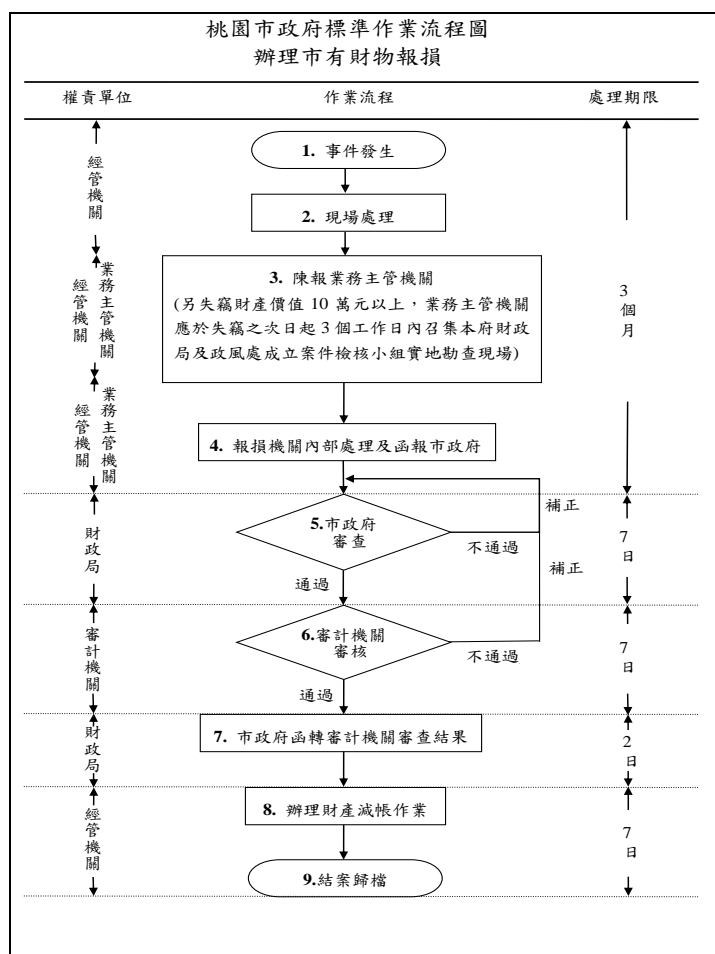 桃園市政府標準作業流程圖
辦理市有財物報損
權責單位
作業流程
處理期限
經管機關
1. 事件發生
2. 現場處理
業務主管機關
經管機關
3. 陳報業務主管機關
(另失竊財產價值 10 萬元以上，業務主管機關
應於失竊之次日起 3 個工作日內召集本府財政
局及政風處成立案件檢核小組實地勘查現場)
3個月
業務主管機關
經管機關
4. 報損機關內部處理及函報市政府
財政局
5.市政府
審查
不通過
補正
通過
7日
審計機關
6.審計機關
審核
不通過
補正
通過
7日
財政局
7. 市政府函轉審計機關審查結果
2日
經管機關
8. 辦理財產減帳作業
9.結案歸檔
7日